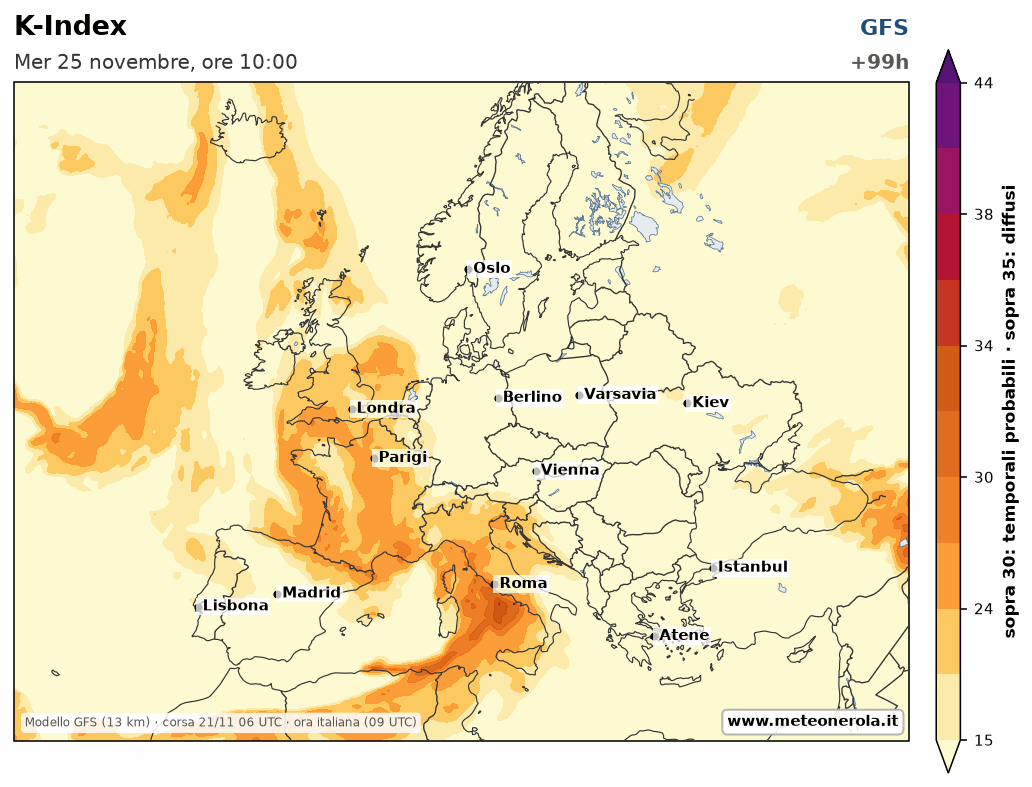 K-Index
GFS
Mer 25 novembre, ore 10:00
+99h
44
38
34
30
24
15
sopra 30: temporali probabili · sopra 35: diffusi
Oslo
Berlino
Varsavia
Kiev
Londra
Parigi
Vienna
Istanbul
Roma
Madrid
Lisbona
Atene
Modello GFS (13 km) · corsa 21/11 06 UTC · ora italiana (09 UTC)
www.meteonerola.it